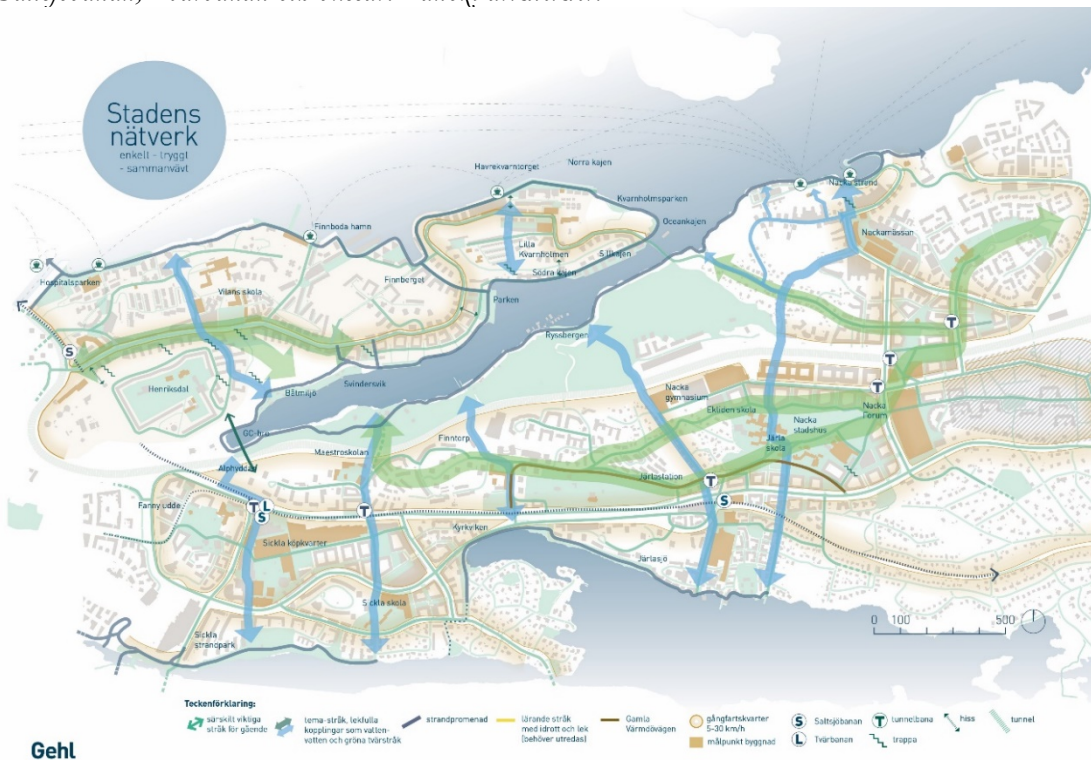 Stadens
nätverk
enkelt - tryggt
- sammanvävt
Havrekvarntorget
Norra kajen
Kvarnholmsparken
Oceankajen
Nacka strand
Nackamässan
Finnboda hamn
Lilla
Kvarnholmen
Södra kajen
Hospitalsparken
Vilans skola
Finnberget
Parken
Ryssbergen
Svindersvik
Henriksdal
Båtmiljö
Nacka
gymnasium
Ekliden skola
Nacka
stadshus
Nacka
Forum
Järla
skola
Maestroskolan
Finntorp
Alphyddan
Järlastation
Fanny udde
Kyrkviken
Sickla köpkvarter
Järlasjö
Sickla skola
Sickla
strandpark
S
T
T
T
T
L
T
S
T
T
S
0 100 500
Teckenförklaring:
särskilt viktiga
stråk för gående
tema-stråk, lekfulla
kopplingar som vatten-
vatten och gröna tvärstråk
strandpromenad
lärande stråk
med idrott och lek
(behöver utredas)
Gamla
Värmdövägen
gångfartskvarter
5-30 km/h
målpunkt byggnad
S Saltsjöbanan
L Tvärbanan
T tunnelbana
trappa
hiss
tunnel
Gehl